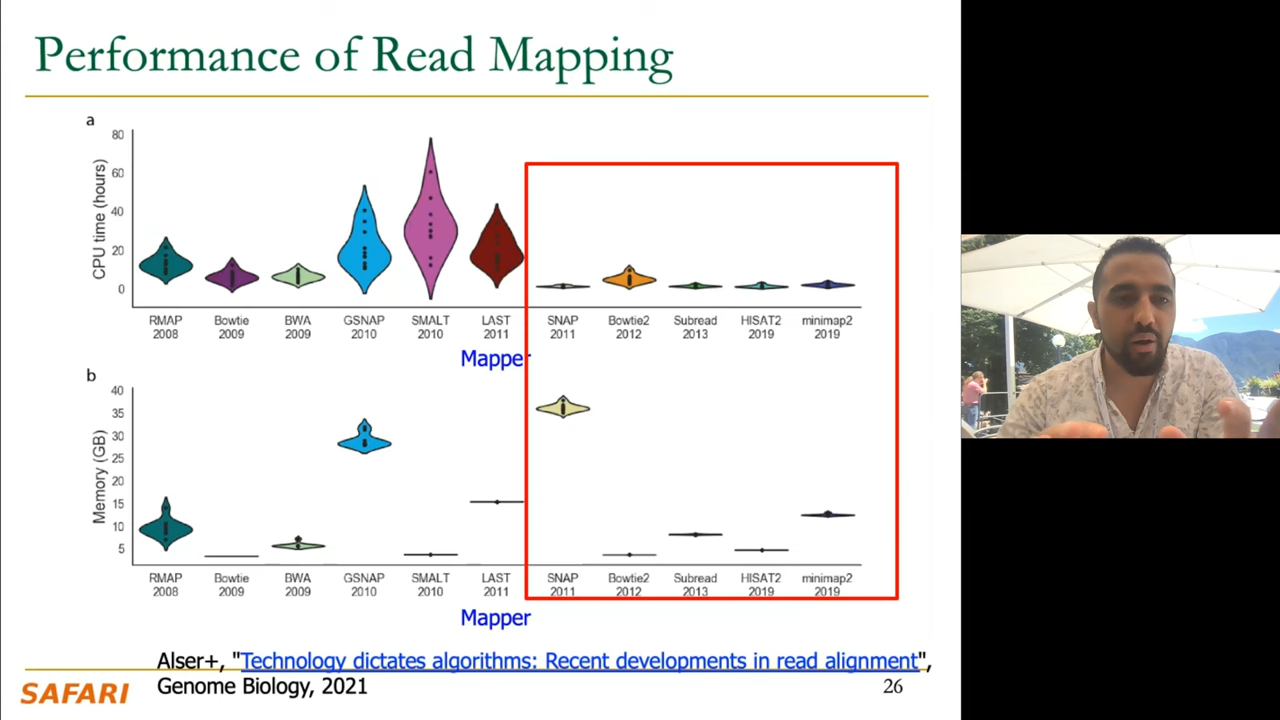 Performance of Read Mapping
a
CPU time (hours)
80
60
40
20
0
RMAP Bowtie BWA GSNAP SMALT LAST SNAP Bowtie2 Subread HISAT2 minimap2
2008 2009 2009 2010 2010 2011 2011 2012 2013 2019 2019
Mapper
b
Memory (GB)
40
35
30
25
20
15
10
5
RMAP Bowtie BWA GSNAP SMALT LAST SNAP Bowtie2 Subread HISAT2 minimap2
2008 2009 2009 2010 2010 2011 2011 2012 2013 2019 2019
Mapper
Alser+, "Technology dictates algorithms: Recent developments in read alignment",
Genome Biology, 2021
SAFARI
26